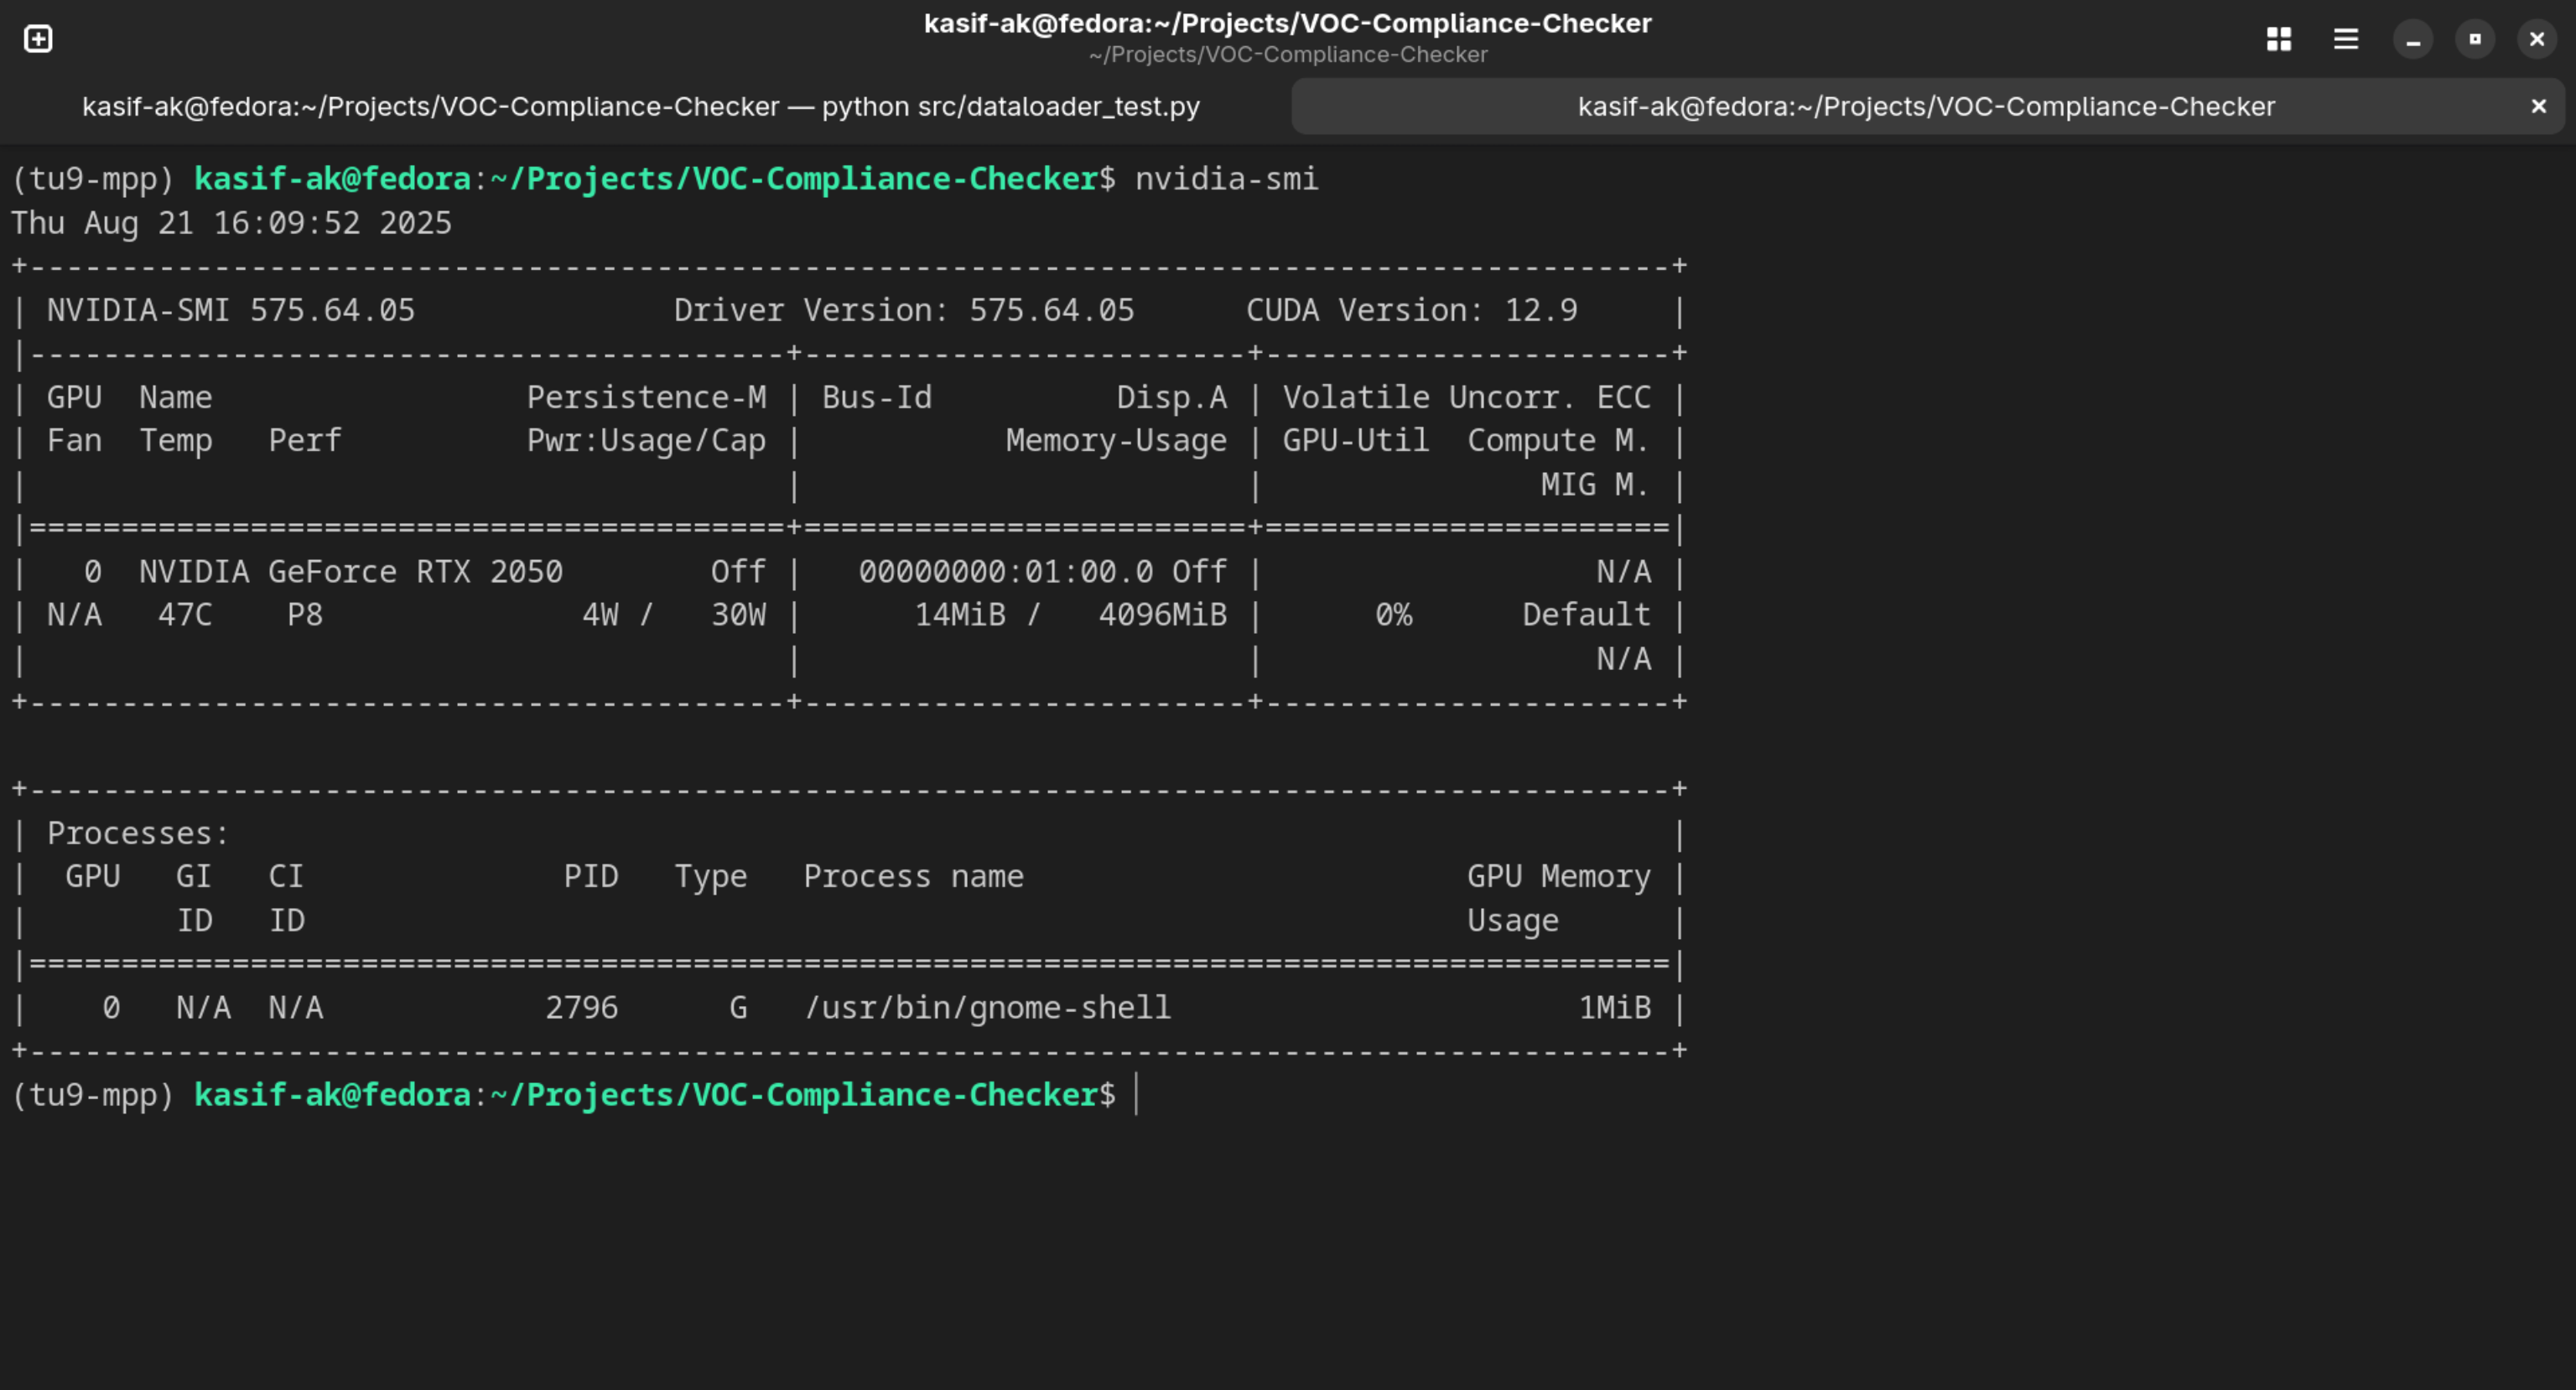 kasif-ak@fedora:~/Projects/VOC-Compliance-Checker
~/Projects/VOC-Compliance-Checker
kasif-ak@fedora:~/Projects/VOC-Compliance-Checker — python src/dataloader_test.py kasif-ak@fedora:~/Projects/VOC-Compliance-Checker
(tu9-mpp) kasif-ak@fedora:~/Projects/VOC-Compliance-Checker$ nvidia-smi
Thu Aug 21 16:09:52 2025
+-----------------------------------------------------------------------------------------+
| NVIDIA-SMI 575.64.05              Driver Version: 575.64.05      CUDA Version: 12.9     |
|-----------------------------------------+------------------------+----------------------+
| GPU  Name                 Persistence-M | Bus-Id          Disp.A | Volatile Uncorr. ECC |
| Fan  Temp   Perf          Pwr:Usage/Cap |           Memory-Usage | GPU-Util  Compute M. |
|                                         |                        |               MIG M. |
|=========================================+========================+======================|
|   0  NVIDIA GeForce RTX 2050        Off |   00000000:01:00.0 Off |                  N/A |
| N/A   47C    P8              4W /   30W |      14MiB /   4096MiB |      0%      Default |
|                                         |                        |                  N/A |
+-----------------------------------------+------------------------+----------------------+
+-----------------------------------------------------------------------------------------+
| Processes:                                                                              |
|  GPU   GI   CI              PID   Type   Process name                        GPU Memory |
|        ID   ID                                                               Usage      |
|=========================================================================================|
|    0   N/A  N/A            2796      G   /usr/bin/gnome-shell                      1MiB |
+-----------------------------------------------------------------------------------------+
(tu9-mpp) kasif-ak@fedora:~/Projects/VOC-Compliance-Checker$